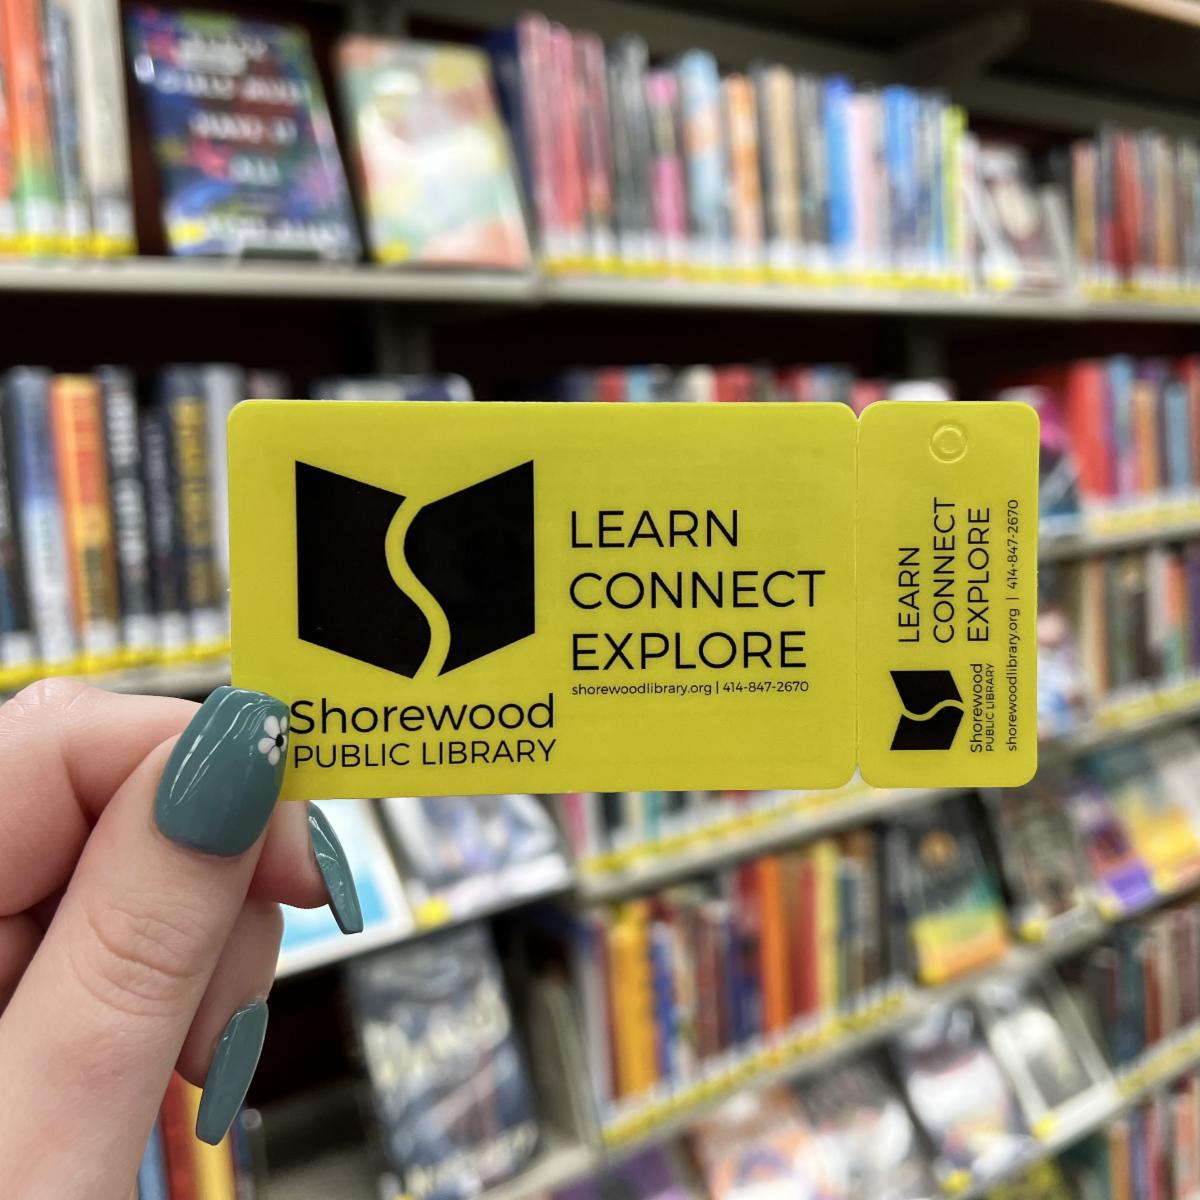 LEARN
CONNECT
EXPLORE
shorewoodlibrary.org | 414-847-2670
Shorewood
PUBLIC LIBRARY
LEARN
CONNECT
EXPLORE
Shorewood
PUBLIC LIBRARY
shorewoodlibrary.org | 414-847-2670